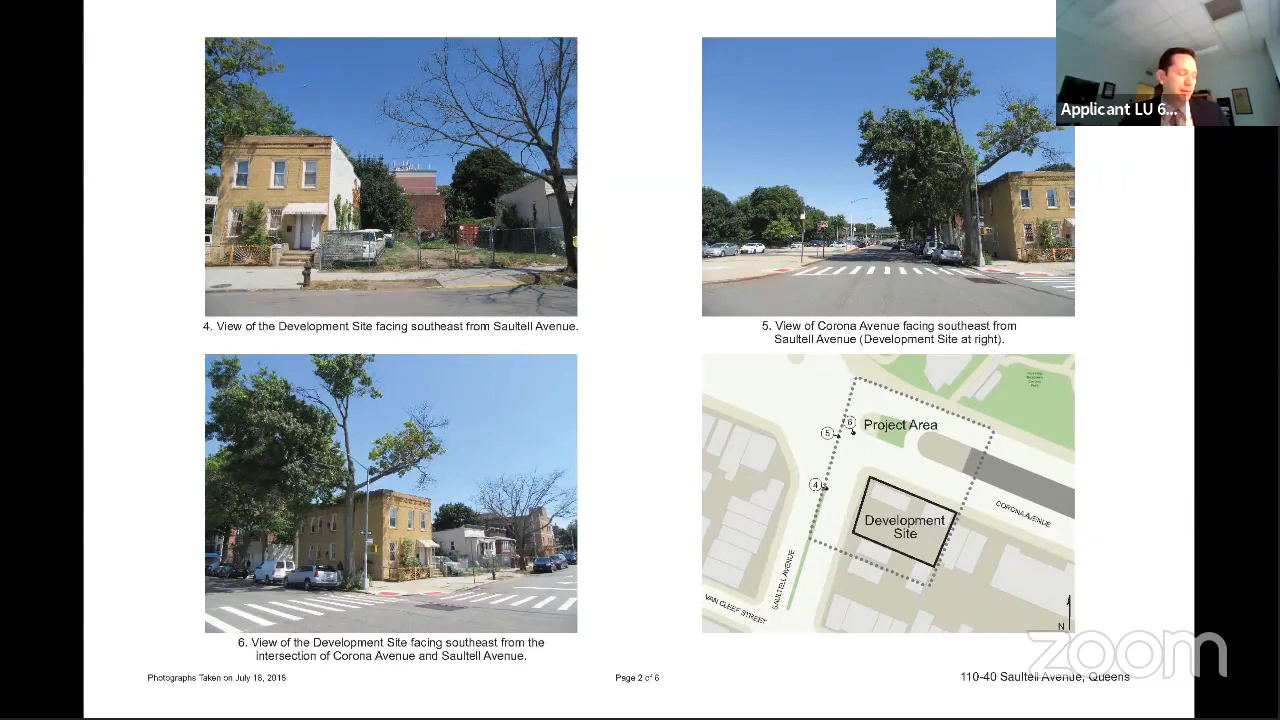 Applicant LU 6...
4. View of the Development Site facing southeast from Saultell Avenue.
5. View of Corona Avenue facing southeast from
Saultell Avenue (Development Site at right).
6
5
Project Area
4
Development
Site
CORONA AVENUE
SAULTELL AVENUE
VAN CLEEF STREET
N
6. View of the Development Site facing southeast from the
intersection of Corona Avenue and Saultell Avenue.
Photographs Taken on July 18, 2018
Page 2 of 6
110-40 Saultell Avenue, Queens
zoom